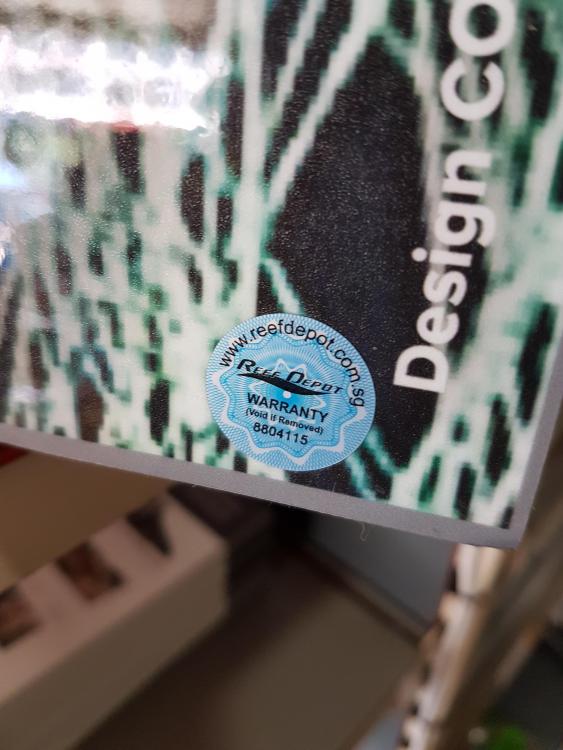 Design co
www.reefdepot.com.sg
REEF DEPOT
WARRANTY
(Void if Removed)
8804115